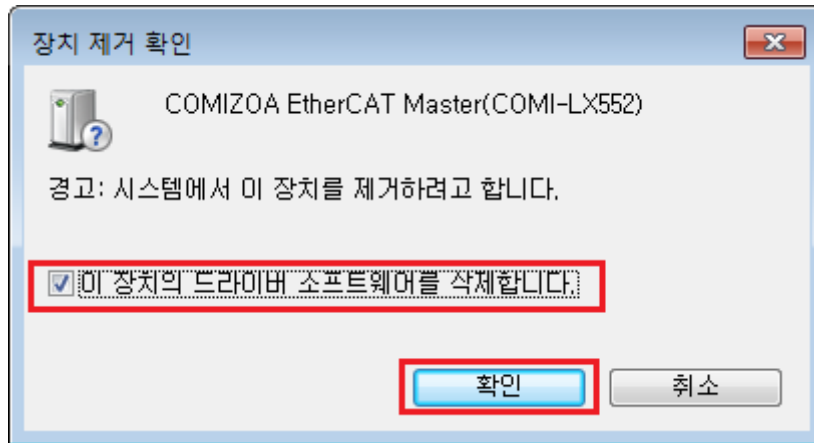 장치 제거 확인
COMIZOA EtherCAT Master(COMI-LX552)
경고: 시스템에서 이 장치를 제거하려고 합니다.
이 장치의 드라이버 소프트웨어를 삭제합니다.
확인 취소